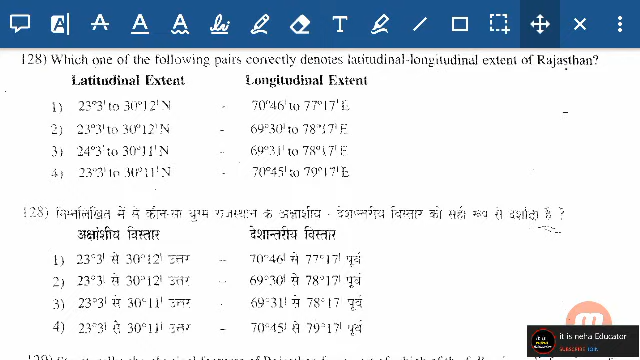 128) Which one of the following pairs correctly denotes latitudinal-longitudinal extent of Rajasthan?
Latitudinal Extent Longitudinal Extent
1) 23°3' to 30°12' N - 70°46' to 77°17' E
2) 23°3' to 30°12' N - 69°30' to 78°17' E
3) 24°3' to 30°11' N - 69°31' to 78°17' E
4) 23°3' to 30°11' N - 70°45' to 79°17' E
128) निम्नलिखित में से कौन-सा युग्म राजस्थान के अक्षांशीय - देशान्तरीय विस्तार को सही रूप से दर्शाता है ?
अक्षांशीय विस्तार देशान्तरीय विस्तार
1) 23°3' से 30°12' उत्तर - 70°46' से 77°17' पूर्व
2) 23°3' से 30°12' उत्तर - 69°30' से 78°17' पूर्व
3) 23°3' से 30°11' उत्तर - 69°31' से 78°17 पूर्व
4) 23°3' से 30°11' उत्तर - 70°45' से 79°17' पूर्व
it is neha Educator
SUBSCRIBE NOW JOIN